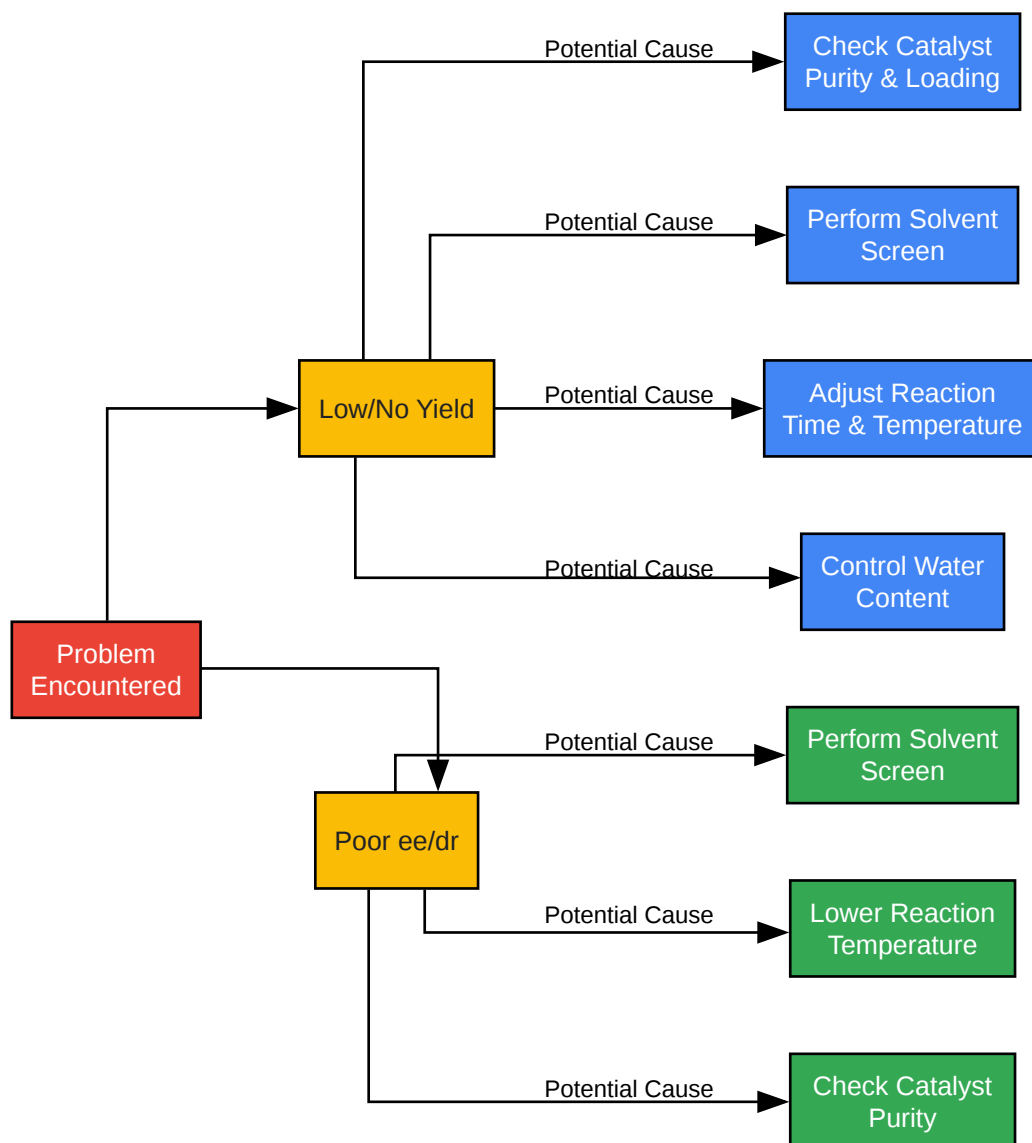 Potential Cause
Check Catalyst
Purity & Loading
Potential Cause
Perform Solvent
Screen
Low/No Yield
Potential Cause
Adjust Reaction
Time & Temperature
Potential Cause
Control Water
Content
Problem
Encountered
Potential Cause
Perform Solvent
Screen
Poor ee/dr
Potential Cause
Lower Reaction
Temperature
Potential Cause
Check Catalyst
Purity